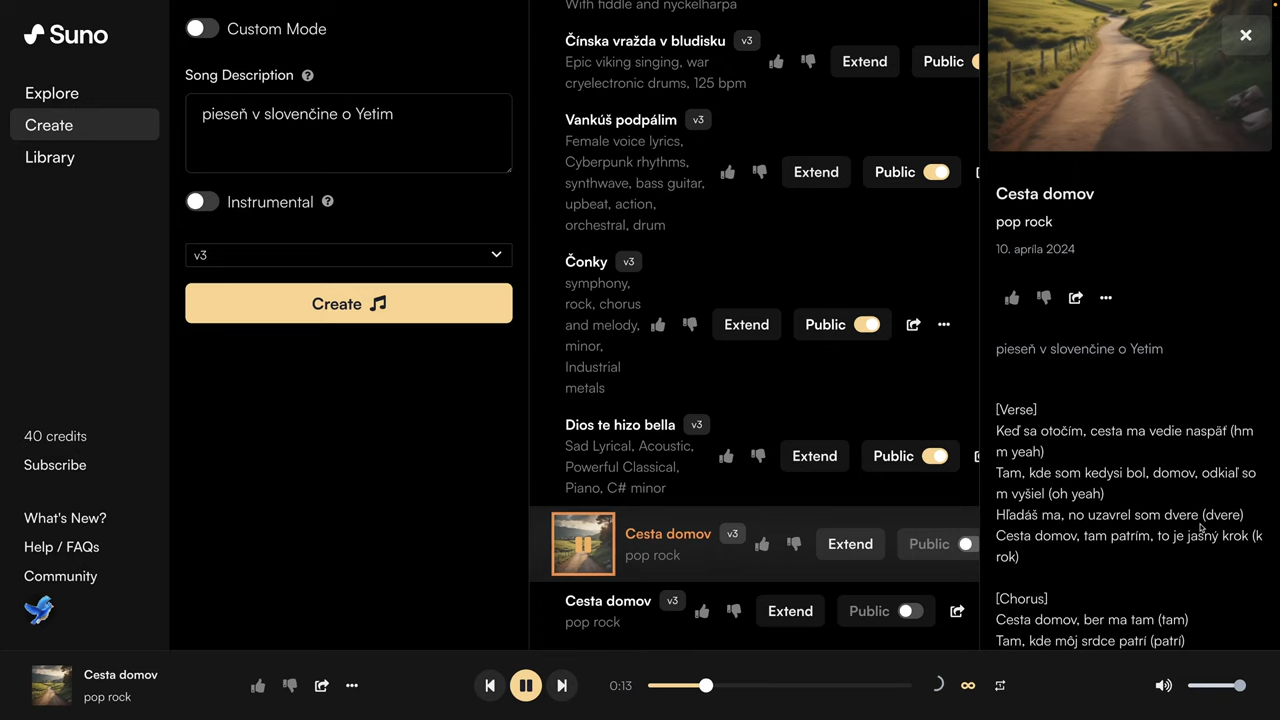 Suno
Explore
Create
Library
40 credits
Subscribe
What's New?
Help / FAQs
Community
Custom Mode
Song Description
pieseň v slovenčine o Yetim
Instrumental
v3
Create
With fiddle and nyckelharpa
Čínska vražda v bludisku v3
Epic viking singing, war
cryelectronic drums, 125 bpm
Extend Public
Vankúš podpálim v3
Female voice lyrics,
Cyberpunk rhythms,
synthwave, bass guitar,
upbeat, action,
orchestral, drum
Extend Public
Čonky v3
symphony,
rock, chorus
and melody,
minor,
Industrial
metals
Extend Public
Dios te hizo bella v3
Sad Lyrical, Acoustic,
Powerful Classical,
Piano, C# minor
Extend Public
Cesta domov v3
pop rock
Extend Public
Cesta domov v3
pop rock
Extend Public
Cesta domov
pop rock
10. apríla 2024
pieseň v slovenčine o Yetim
[Verse]
Keď sa otočím, cesta ma vedie naspäť (hm
m yeah)
Tam, kde som kedysi bol, domov, odkiaľ so
m vyšiel (oh yeah)
Hľadáš ma, no uzavrel som dvere (dvere)
Cesta domov, tam patrím, to je jasný krok (k
rok)
[Chorus]
Cesta domov, ber ma tam (tam)
Tam, kde môj srdce patrí (patrí)
Cesta domov
pop rock
0:13